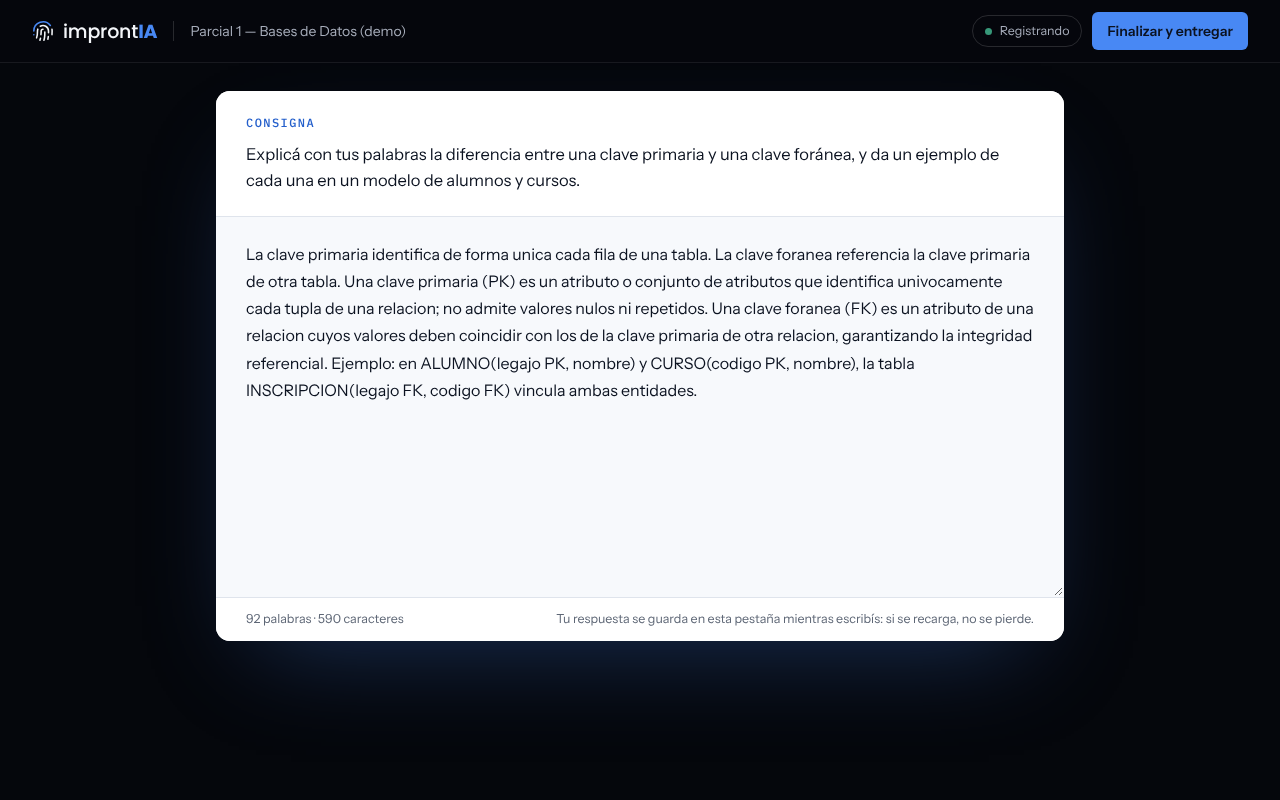 improntIA
Parcial 1 — Bases de Datos (demo)
Registrando
Finalizar y entregar
CONSIGNA
Explicá con tus palabras la diferencia entre una clave primaria y una clave foránea, y da un ejemplo de
cada una en un modelo de alumnos y cursos.
La clave primaria identifica de forma unica cada fila de una tabla. La clave foranea referencia la clave primaria
de otra tabla. Una clave primaria (PK) es un atributo o conjunto de atributos que identifica univocamente
cada tupla de una relacion; no admite valores nulos ni repetidos. Una clave foranea (FK) es un atributo de una
relacion cuyos valores deben coincidir con los de la clave primaria de otra relacion, garantizando la integridad
referencial. Ejemplo: en ALUMNO(legajo PK, nombre) y CURSO(codigo PK, nombre), la tabla
INSCRIPCION(legajo FK, codigo FK) vincula ambas entidades.
92 palabras · 590 caracteres
Tu respuesta se guarda en esta pestaña mientras escribís: si se recarga, no se pierde.